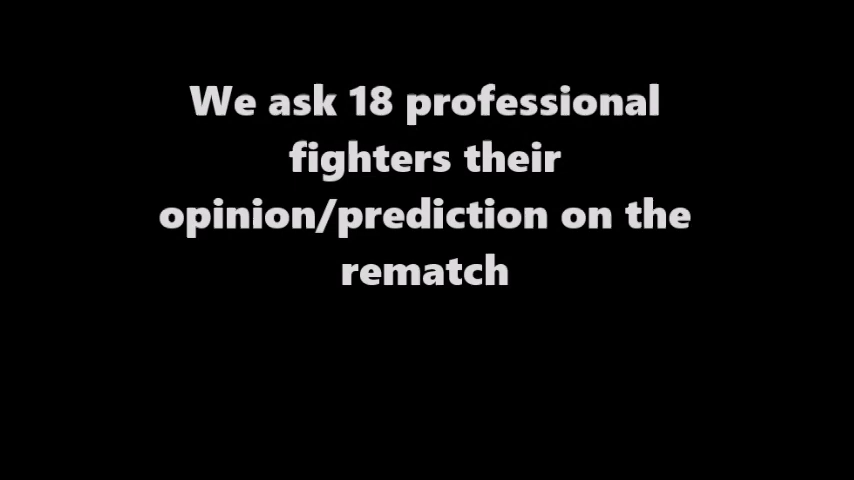 We ask 18 professional
fighters their
opinion/prediction on the
rematch